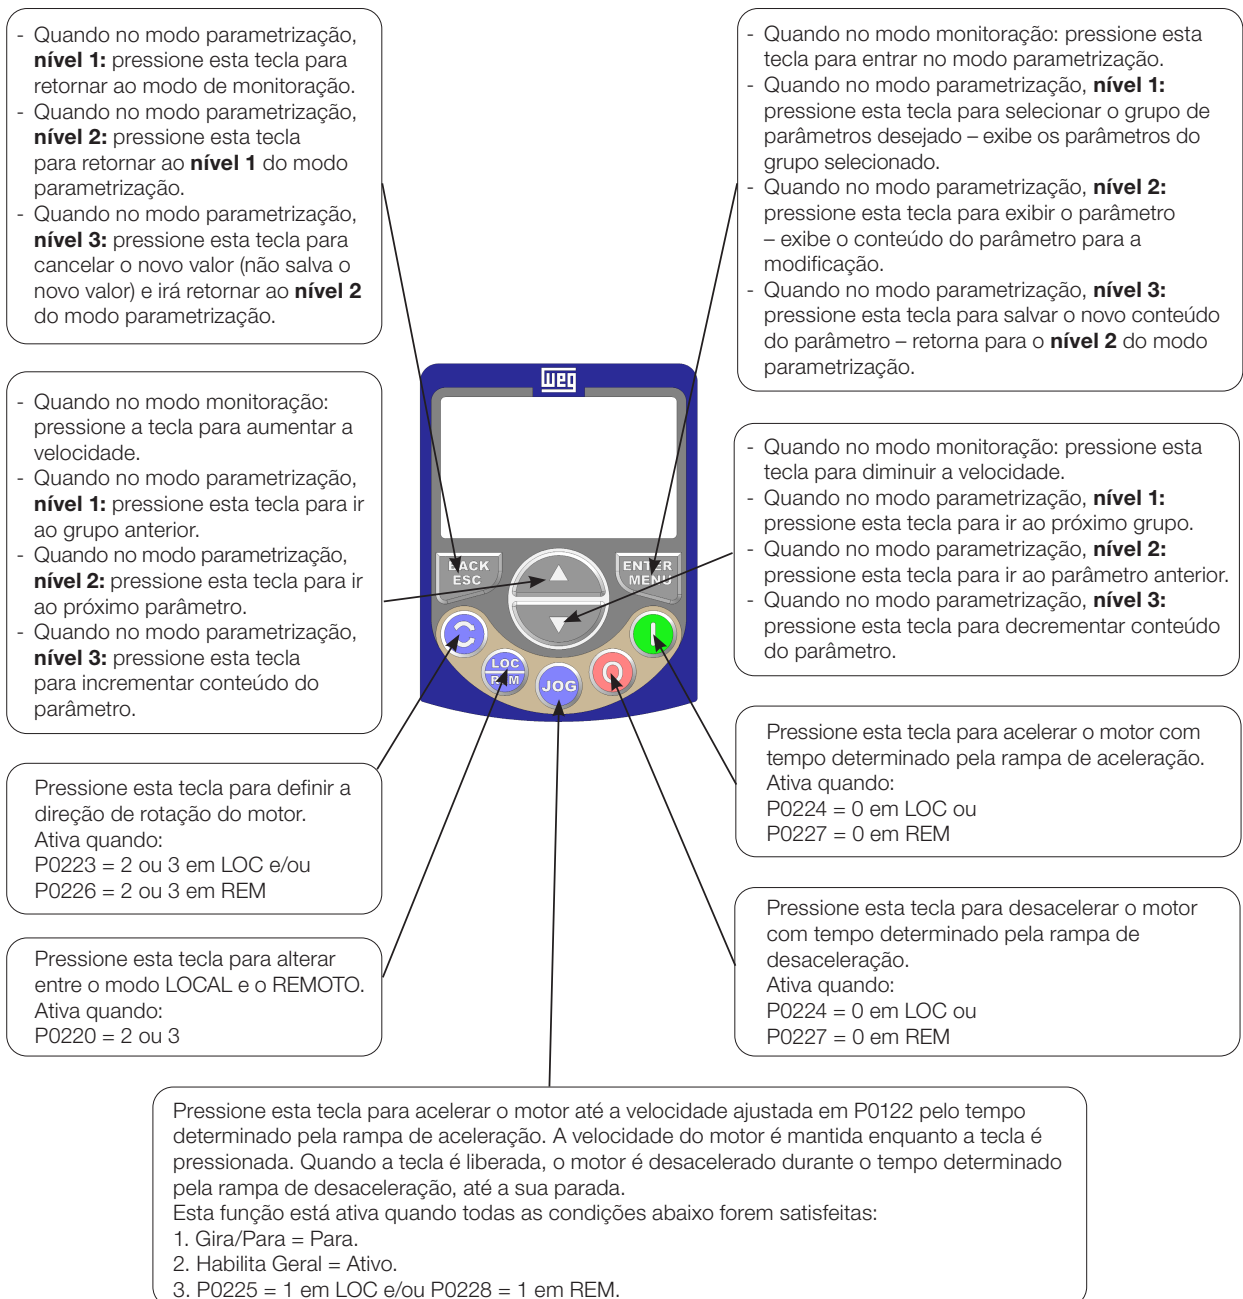 - Quando no modo parametrização,
nível 1: pressione esta tecla para
retornar ao modo de monitoração.
- Quando no modo parametrização,
nível 2: pressione esta tecla
para retornar ao nível 1 do modo
parametrização.
- Quando no modo parametrização,
nível 3: pressione esta tecla para
cancelar o novo valor (não salva o
novo valor) e irá retornar ao nível 2
do modo parametrização.
- Quando no modo monitoração: pressione esta
tecla para entrar no modo parametrização.
- Quando no modo parametrização, nível 1:
pressione esta tecla para selecionar o grupo de
parâmetros desejado – exibe os parâmetros do
grupo selecionado.
- Quando no modo parametrização, nível 2:
pressione esta tecla para exibir o parâmetro
– exibe o conteúdo do parâmetro para a
modificação.
- Quando no modo parametrização, nível 3:
pressione esta tecla para salvar o novo conteúdo
do parâmetro – retorna para o nível 2 do modo
parametrização.
- Quando no modo monitoração:
pressione a tecla para aumentar a
velocidade.
- Quando no modo parametrização,
nível 1: pressione esta tecla para ir
ao grupo anterior.
- Quando no modo parametrização,
nível 2: pressione esta tecla para ir
ao próximo parâmetro.
- Quando no modo parametrização,
nível 3: pressione esta tecla
para incrementar conteúdo do
parâmetro.
weg
BACK
ESC
ENTER
MENU
LOC
REM
JOG
- Quando no modo monitoração: pressione esta
tecla para diminuir a velocidade.
- Quando no modo parametrização, nível 1:
pressione esta tecla para ir ao próximo grupo.
- Quando no modo parametrização, nível 2:
pressione esta tecla para ir ao parâmetro anterior.
- Quando no modo parametrização, nível 3:
pressione esta tecla para decrementar conteúdo
do parâmetro.
Pressione esta tecla para definir a
direção de rotação do motor.
Ativa quando:
P0223 = 2 ou 3 em LOC e/ou
P0226 = 2 ou 3 em REM
Pressione esta tecla para acelerar o motor com
tempo determinado pela rampa de aceleração.
Ativa quando:
P0224 = 0 em LOC ou
P0227 = 0 em REM
Pressione esta tecla para alterar
entre o modo LOCAL e o REMOTO.
Ativa quando:
P0220 = 2 ou 3
Pressione esta tecla para desacelerar o motor
com tempo determinado pela rampa de
desaceleração.
Ativa quando:
P0224 = 0 em LOC ou
P0227 = 0 em REM
Pressione esta tecla para acelerar o motor até a velocidade ajustada em P0122 pelo tempo
determinado pela rampa de aceleração. A velocidade do motor é mantida enquanto a tecla é
pressionada. Quando a tecla é liberada, o motor é desacelerado durante o tempo determinado
pela rampa de desaceleração, até a sua parada.
Esta função está ativa quando todas as condições abaixo forem satisfeitas:
1. Gira/Para = Para.
2. Habilita Geral = Ativo.
3. P0225 = 1 em LOC e/ou P0228 = 1 em REM.